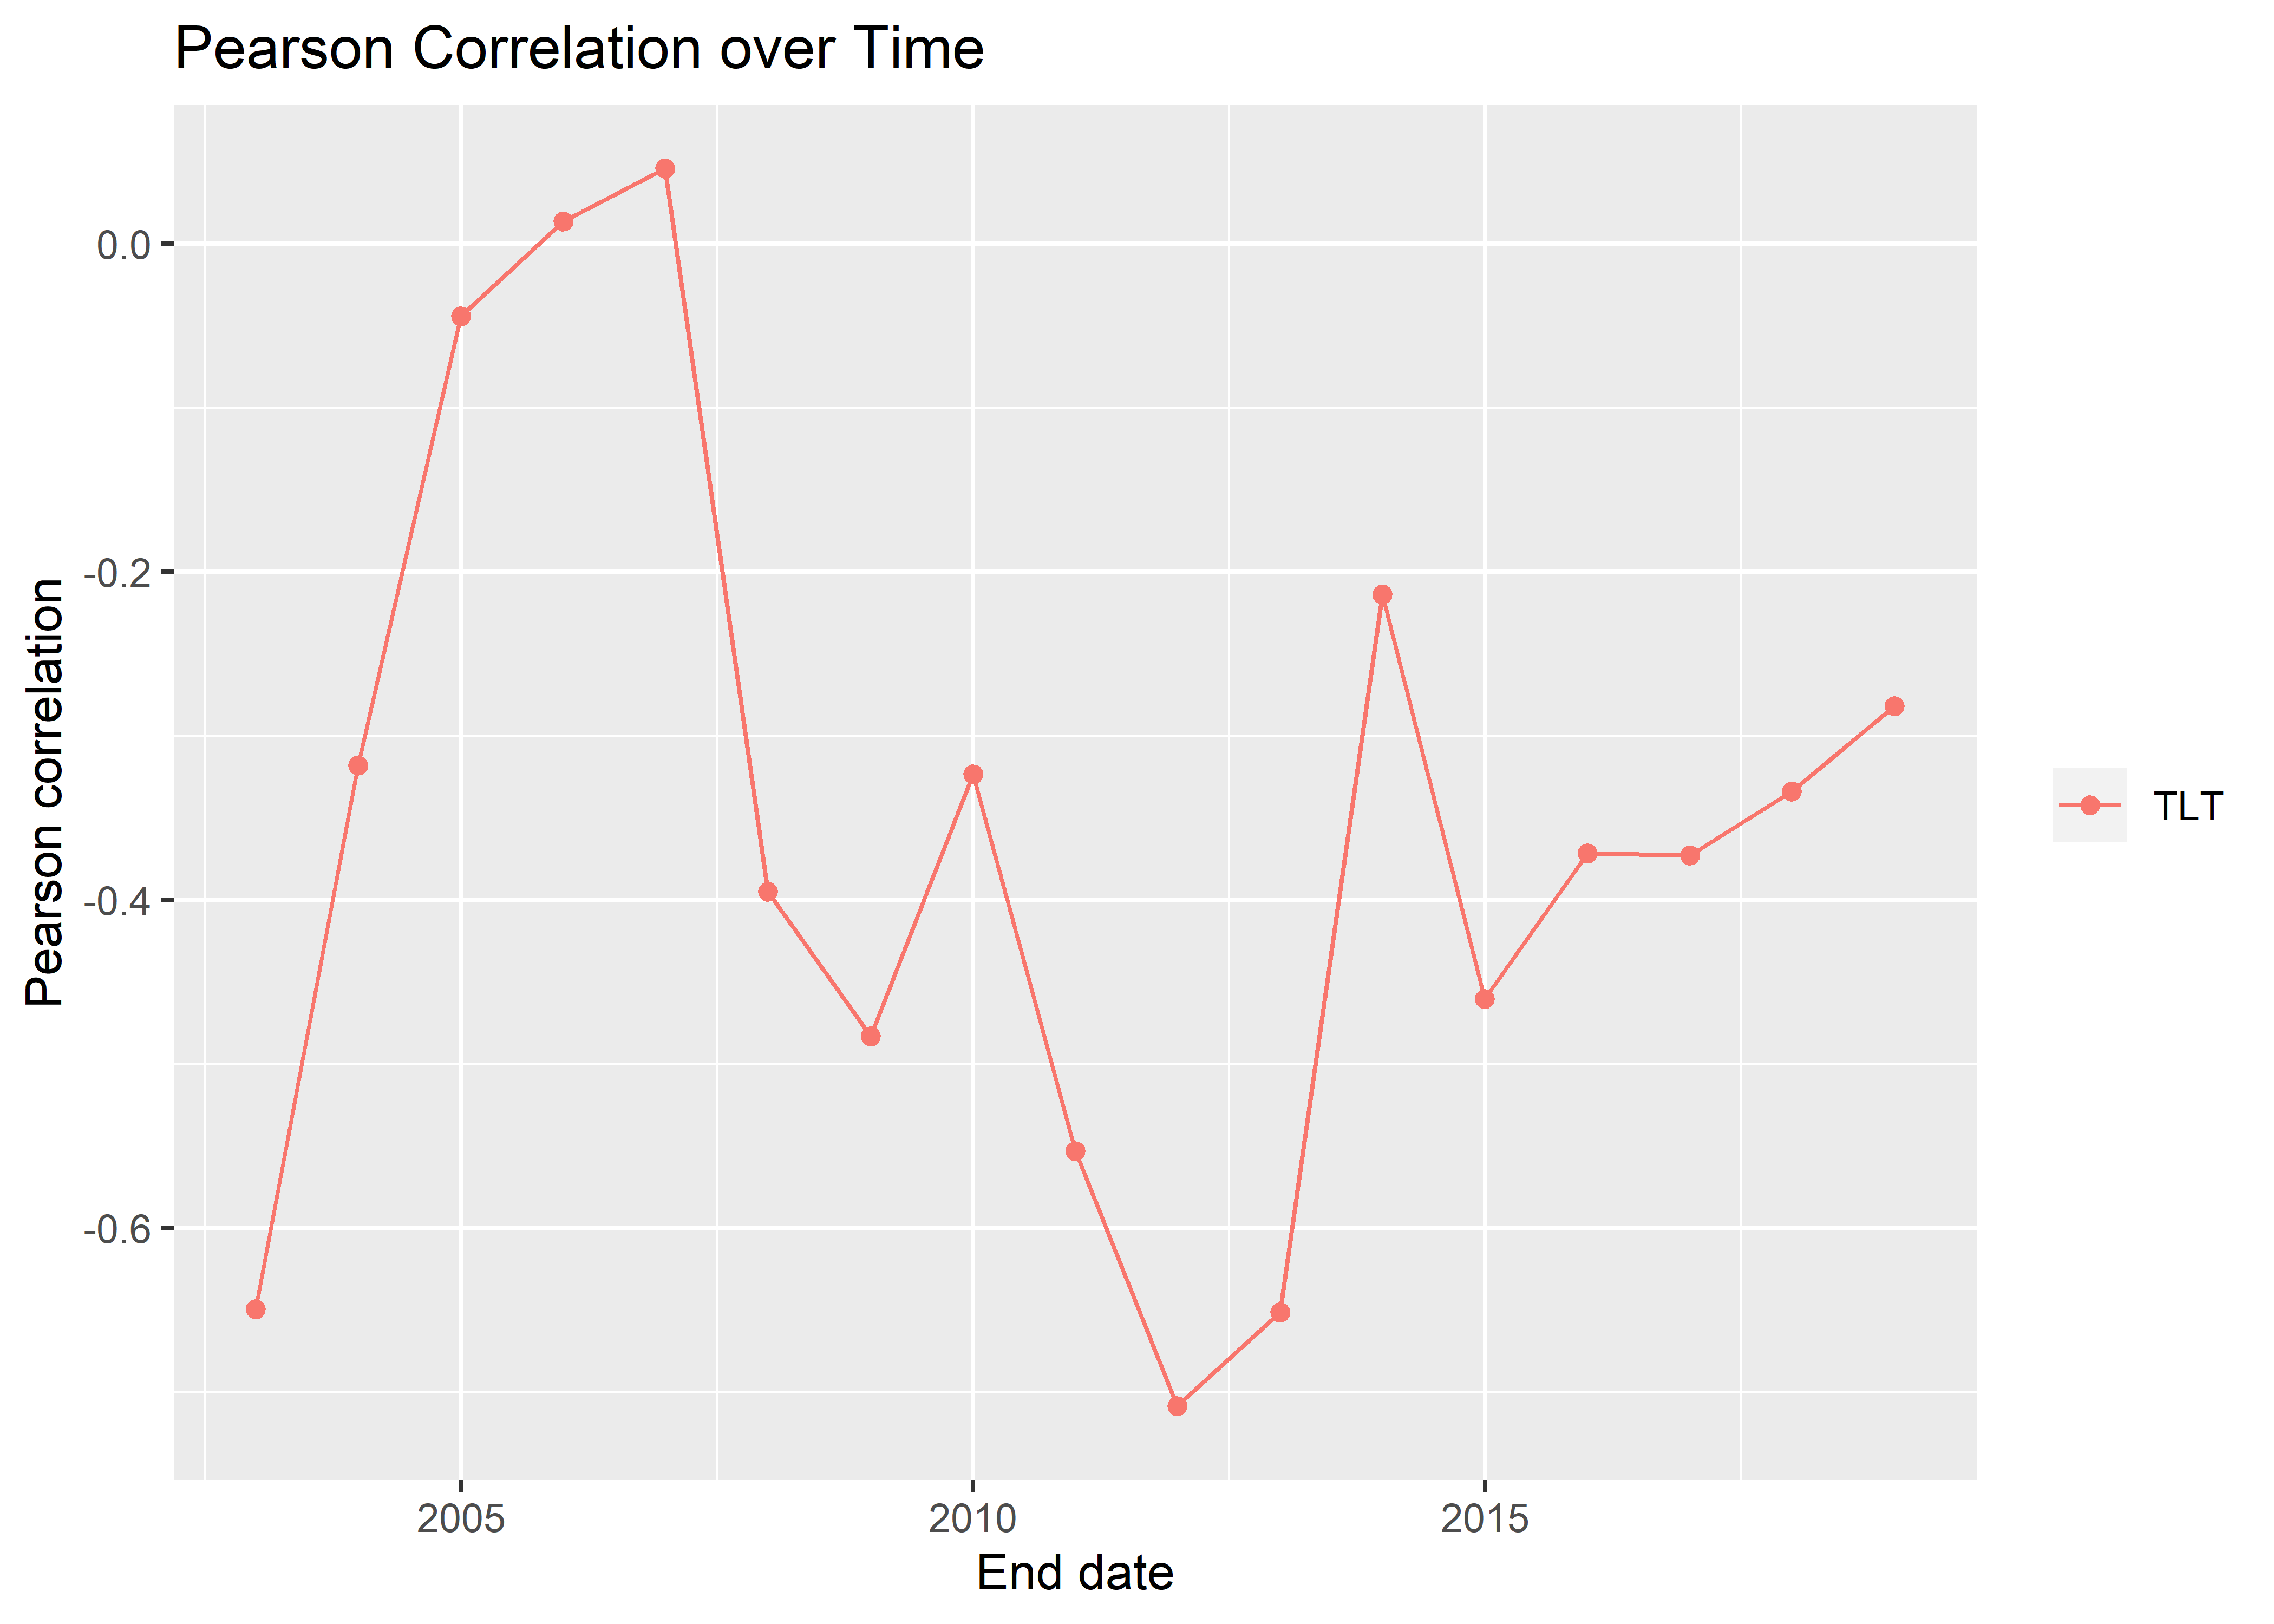 Pearson Correlation over Time
Pearson correlation
0.0
-0.2
-0.4
-0.6
2005
2010
2015
End date
TLT